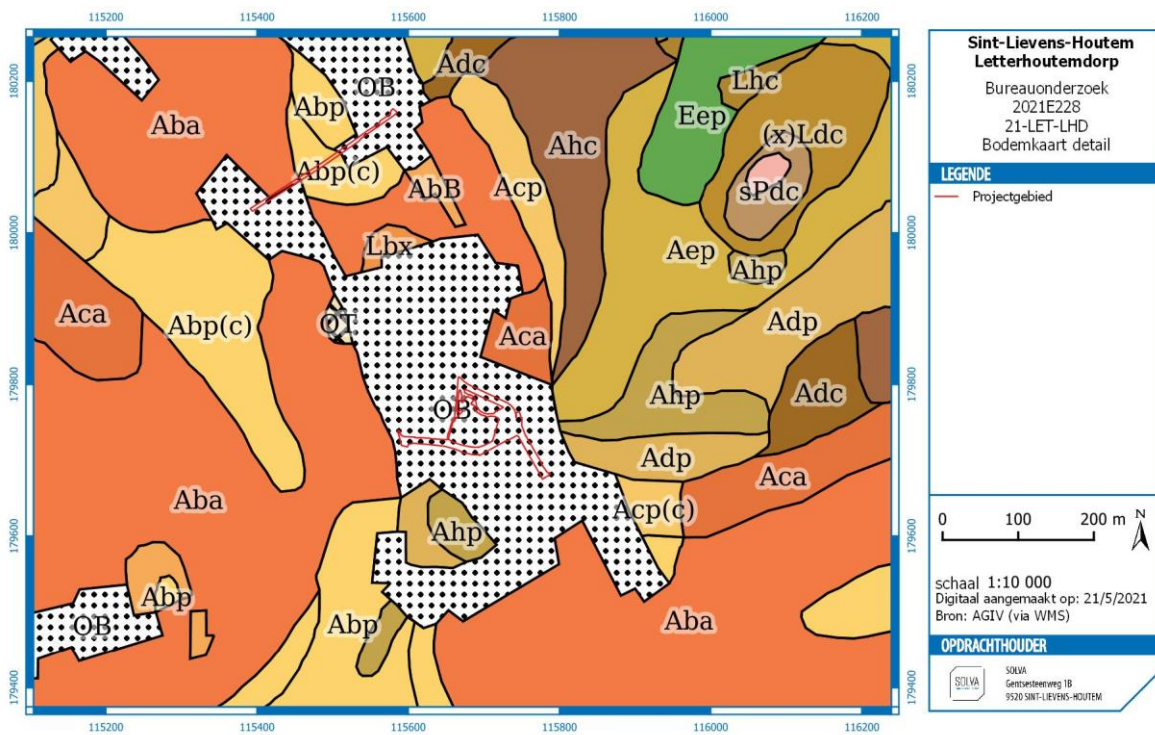 115200 115400 115600 115800 116000 116200
180200
180000
179800
179600
179400
180200
180000
179800
179600
179400
Adc
OB
Lhc
Aba
Abp
Eep
(x)Ldc
Ahc
Abp(c)
AbB
Acp
sPdc
Lbx
Aep
Ahp
Aca
Abp(c)
OT
Aca
Adp
OB
Ahp
Adc
Adp
Aca
Aba
Acp(c)
Ahp
Abp
OB
Abp
Aba
115200 115400 115600 115800 116000 116200
Sint-Lievens-Houtem
Letterhoutemdorp
Bureauonderzoek
2021E228
21-LET-LHD
Bodemkaart detail
LEGENDE
Projectgebied
0 100 200 m
N
schaal 1:10 000
Digitaal aangemaakt op: 21/5/2021
Bron: AGIV (via WMS)
OPDRACHTHOUDER
SOLVA
SOLVA
Gentsesteenweg 1B
9520 SINT-LIEVENS-HOUTEM